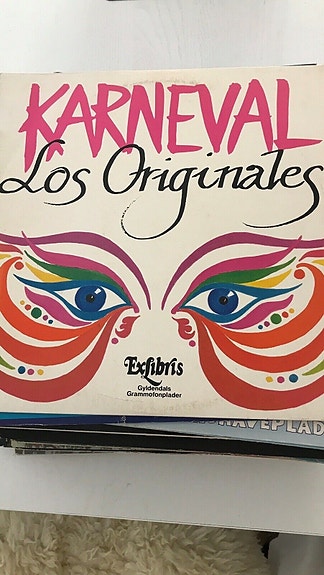 KARNEVAL
Los Originales
ExLibris
Gyldendals
Grammofonplader